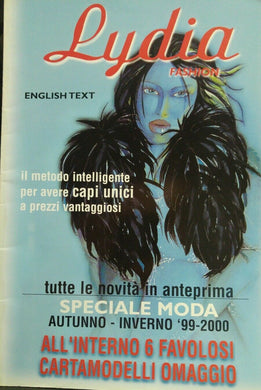 Lydia
FASHION
ENGLISH TEXT
il metodo intelligente
per avere capi unici
a prezzi vantaggiosi
tutte le novità in anteprima
SPECIALE MODA
AUTUNNO - INVERNO '99-2000
ALL'INTERNO 6 FAVOLOSI
CARTAMODELLI OMAGGIO